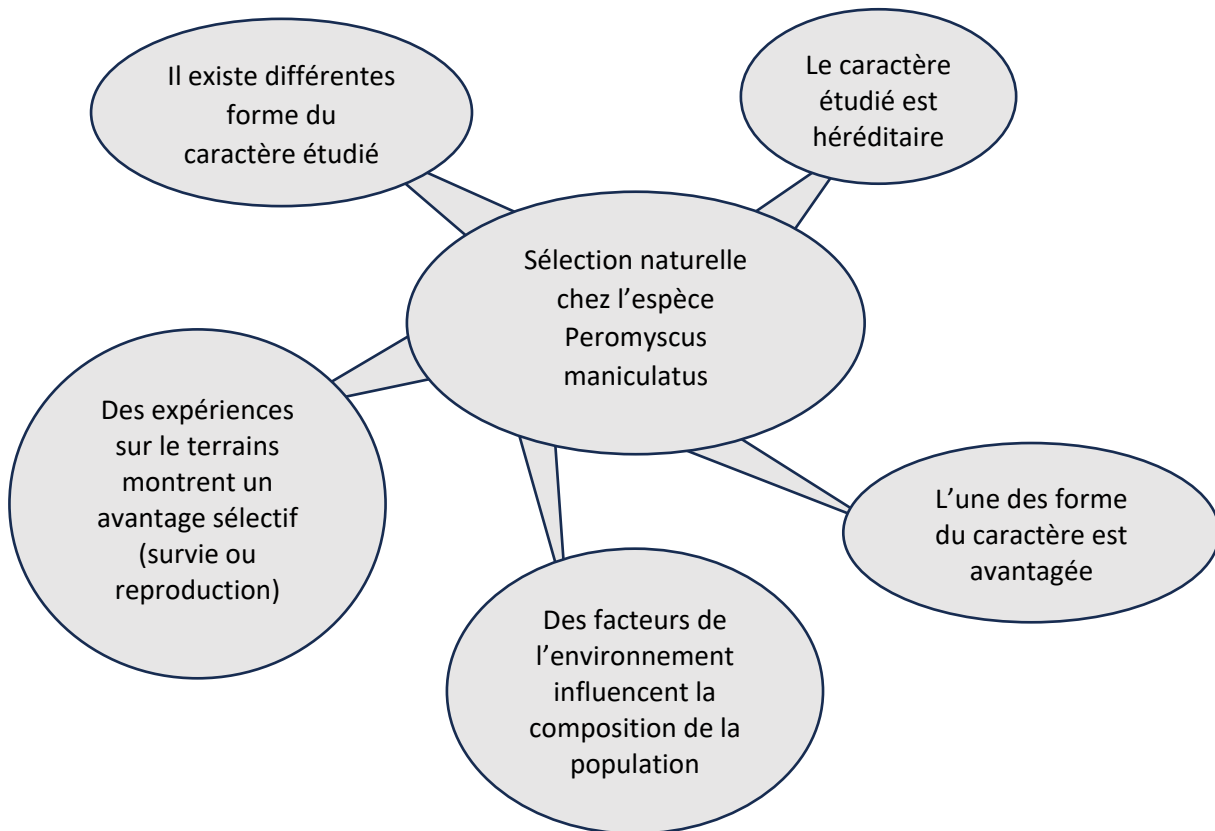 Il existe différentes
forme du
caractère étudié
Le caractère
étudié est
héréditaire
Sélection naturelle
chez l’espèce
Peromyscus
maniculatus
Des expériences
sur le terrains
montrent un
avantage sélectif
(survie ou
reproduction)
L’une des forme
du caractère est
avantagée
Des facteurs de
l’environnement
influencent la
composition de la
population